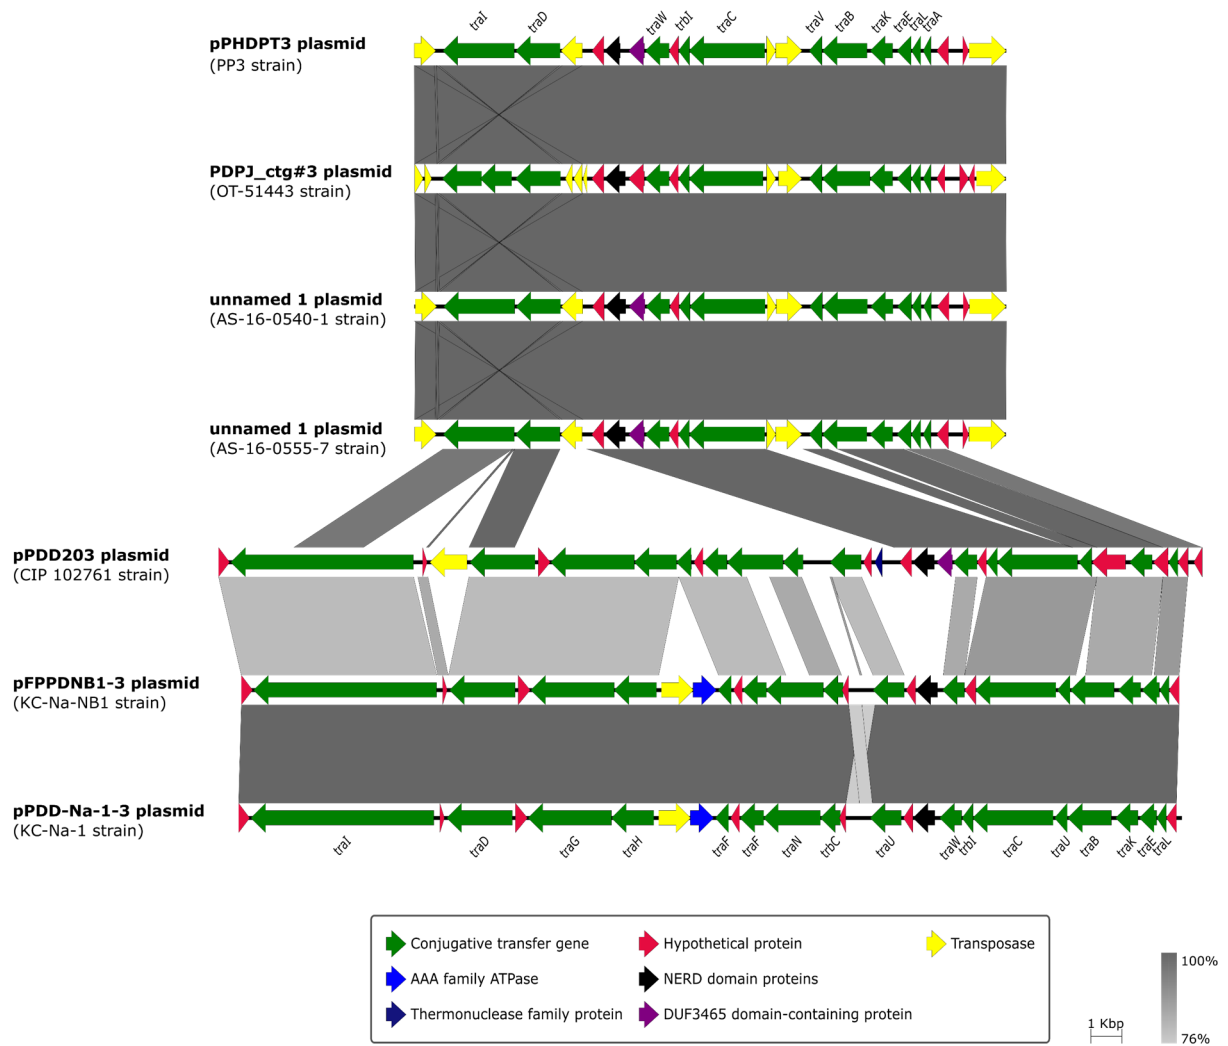 traI traD traW trbI traC traV traB traK traE traL traA
pPHDPT3 plasmid
(PP3 strain)
PDPJ_ctg#3 plasmid
(OT-51443 strain)
unnamed 1 plasmid
(AS-16-0540-1 strain)
unnamed 1 plasmid
(AS-16-0555-7 strain)
pPDD203 plasmid
(CIP 102761 strain)
pFPPDNB1-3 plasmid
(KC-Na-NB1 strain)
pPDD-Na-1-3 plasmid
(KC-Na-1 strain)
traI traD traG traH traF traF traN trbC traU traW trbI traC traU traB traK traE traL
Conjugative transfer gene Hypothetical protein Transposase
AAA family ATPase NERD domain proteins
Thermonuclease family protein DUF3465 domain-containing protein
100%
1 Kbp
76%